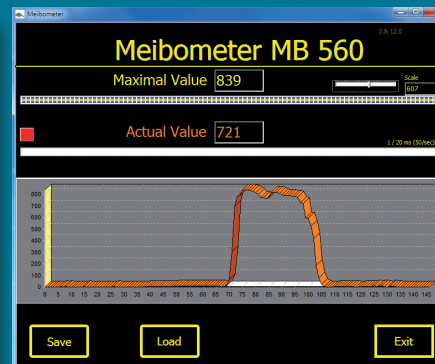 Meibometer
2.8.12.0
Meibometer MB 560
Maximal Value 839
Scale
607
Actual Value 721
1 / 20 ms (50/sec)
800
700
600
500
400
300
200
100
0
0 5 10 15 20 25 30 35 40 45 50 55 60 65 70 75 80 85 90 95 100 105 110 115 120 125 130 135 140 145
Save Load Exit